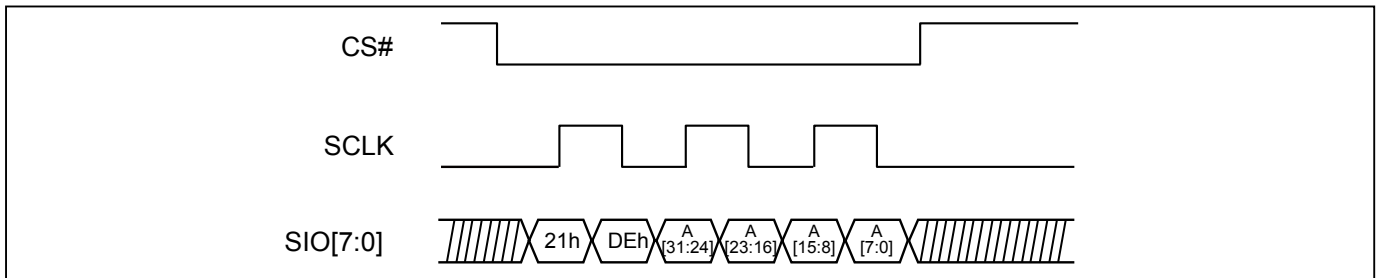 CS#
SCLK
SIO[7:0]
21h
DEh
A
[31:24]
A
[23:16]
A
[15:8]
A
[7:0]